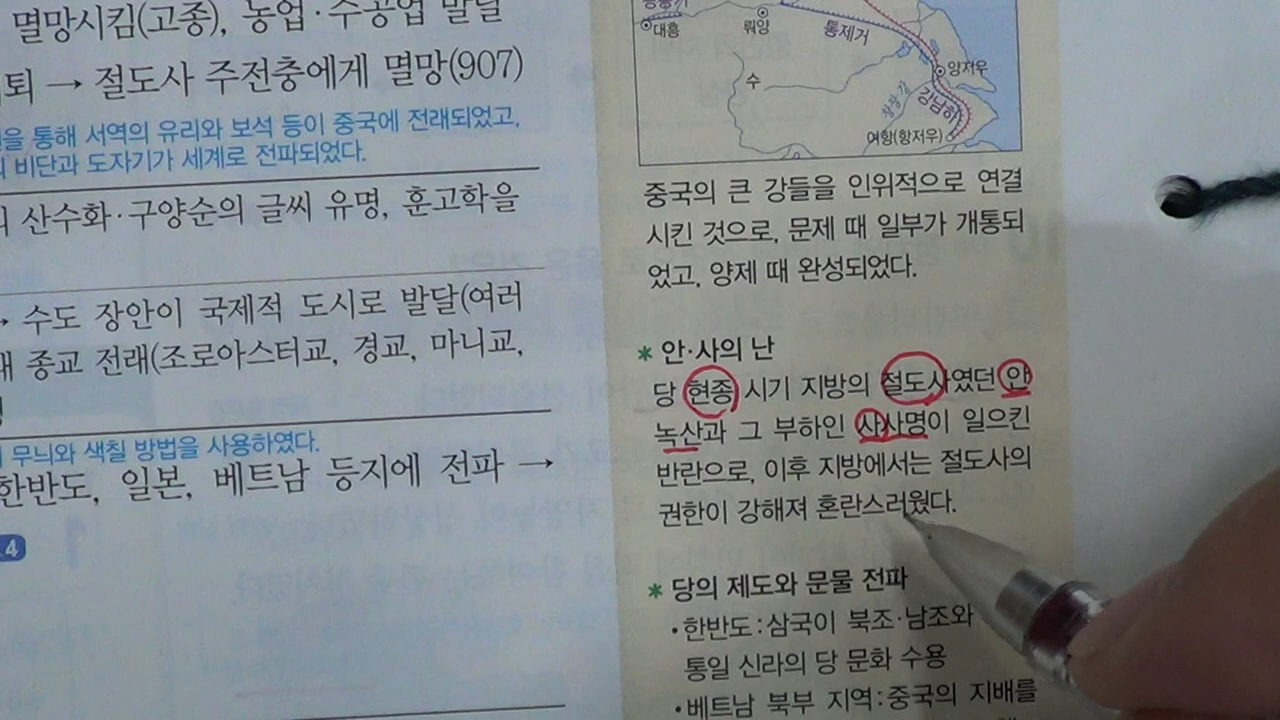 멸망시킴(고종), 농업·수공업 발달
퇴 → 절도사 주전충에게 멸망(907)
을 통해 서역의 유리와 보석 등이 중국에 전래되었고,
비단과 도자기가 세계로 전파되었다.
산수화·구양순의 글씨 유명, 훈고학을
→ 수도 장안이 국제적 도시로 발달(여러
종교 전래(조로아스터교, 경교, 마니교,
무늬와 색칠 방법을 사용하였다.
한반도, 일본, 베트남 등지에 전파 →
4
대흥
뤄양
통제거
수
양저우
창장 강
강남하
여항(항저우)
중국의 큰 강들을 인위적으로 연결
시킨 것으로, 문제 때 일부가 개통되
었고, 양제 때 완성되었다.
* 안·사의 난
당 현종 시기 지방의 절도사였던 안
녹산과 그 부하인 사사명이 일으킨
반란으로, 이후 지방에서는 절도사의
권한이 강해져 혼란스러웠다.
* 당의 제도와 문물 전파
•한반도:삼국이 북조·남조와
통일 신라의 당 문화 수용
•베트남 북부 지역:중국의 지배를